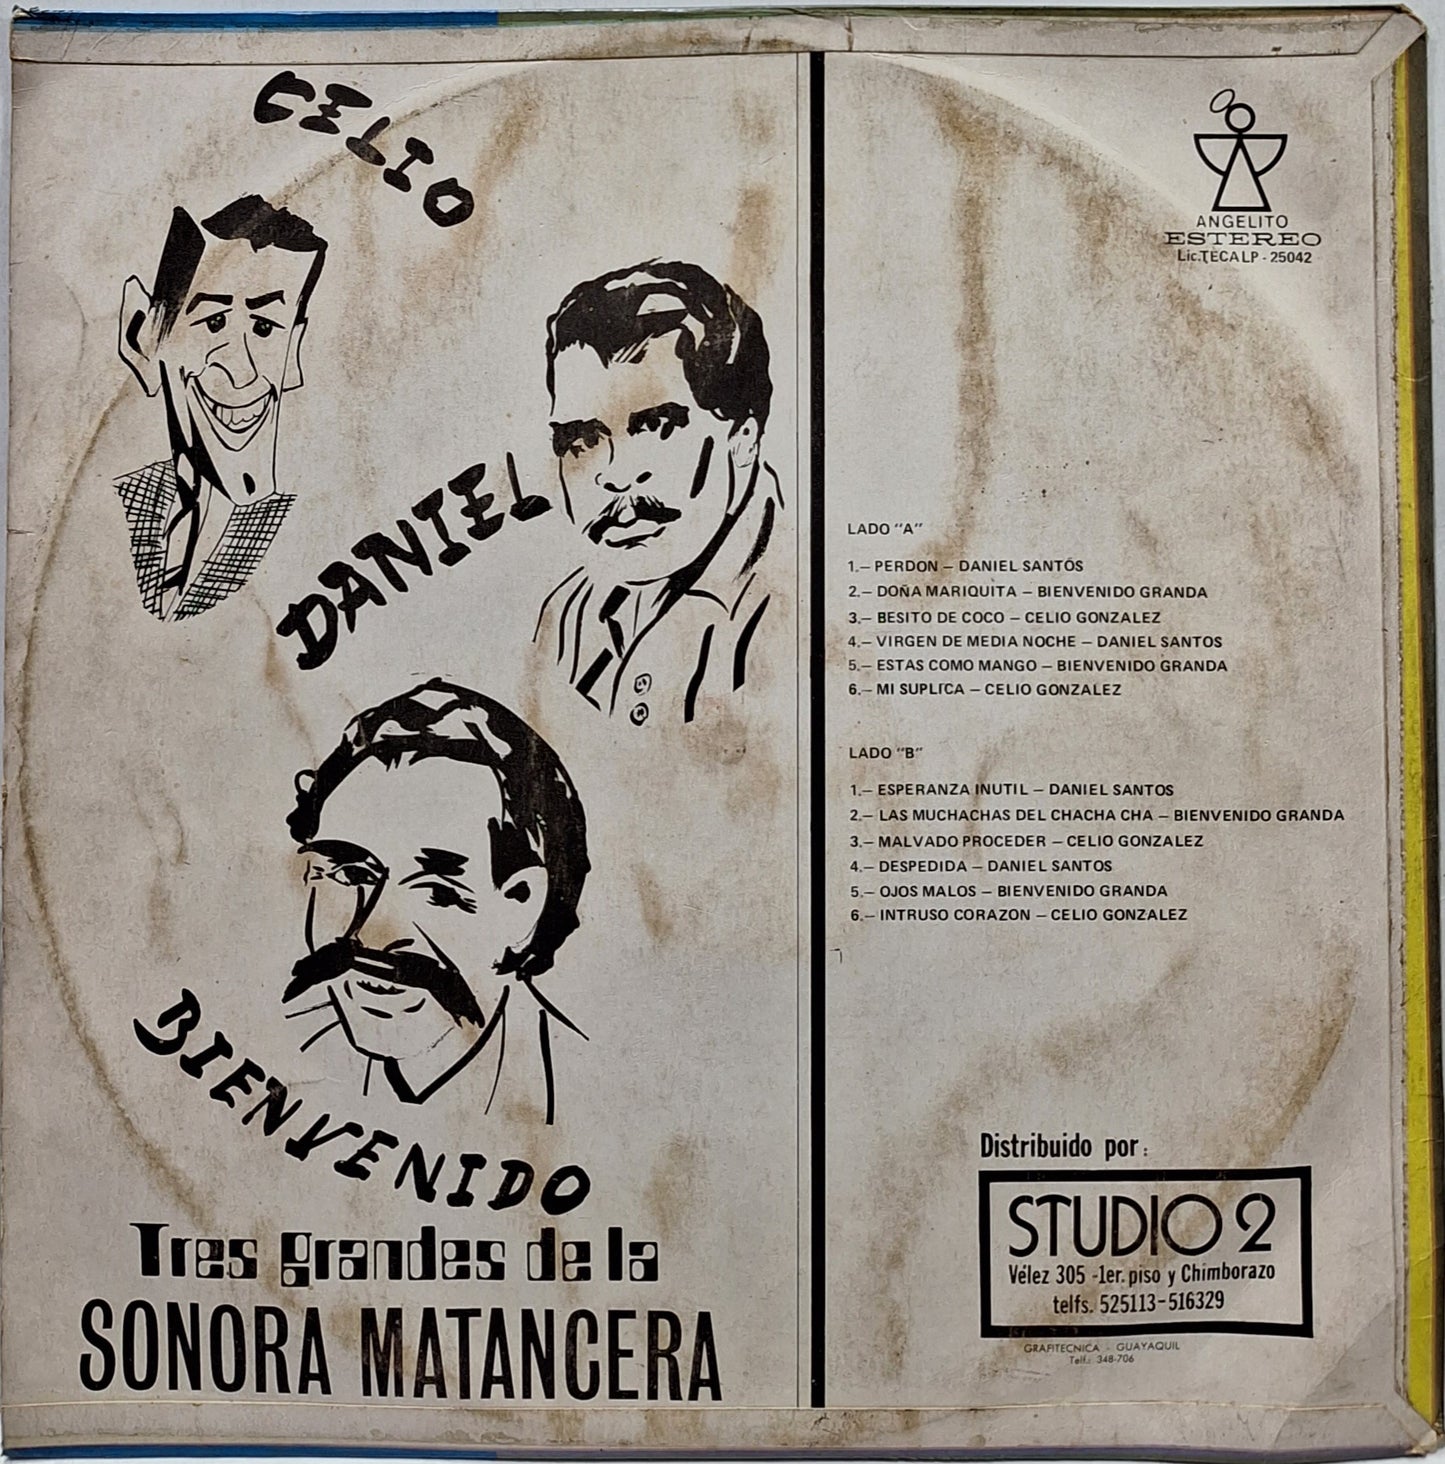 CELIO
DANIEL
BIENVENIDO
Tres grandes de la
SONORA MATANCERA
ANGELITO
ESTEREO
Lic.TECALP - 25042
LADO "A"
1.— PERDON — DANIEL SANTOS
2.— DOÑA MARIQUITA — BIENVENIDO GRANDA
3.— BESITO DE COCO — CELIO GONZALEZ
4.— VIRGEN DE MEDIA NOCHE — DANIEL SANTOS
5.— ESTAS COMO MANGO — BIENVENIDO GRANDA
6.— MI SUPLICA — CELIO GONZALEZ
LADO "B"
1.— ESPERANZA INUTIL — DANIEL SANTOS
2.— LAS MUCHACHAS DEL CHACHA CHA — BIENVENIDO GRANDA
3.— MALVADO PROCEDER — CELIO GONZALEZ
4.— DESPEDIDA — DANIEL SANTOS
5.— OJOS MALOS — BIENVENIDO GRANDA
6.— INTRUSO CORAZON — CELIO GONZALEZ
Distribuido por:
STUDIO 2
Vélez 305 -1er. piso y Chimborazo
telfs. 525113-516329
GRAFITECNICA - GUAYAQUIL
Telf.: 348-706